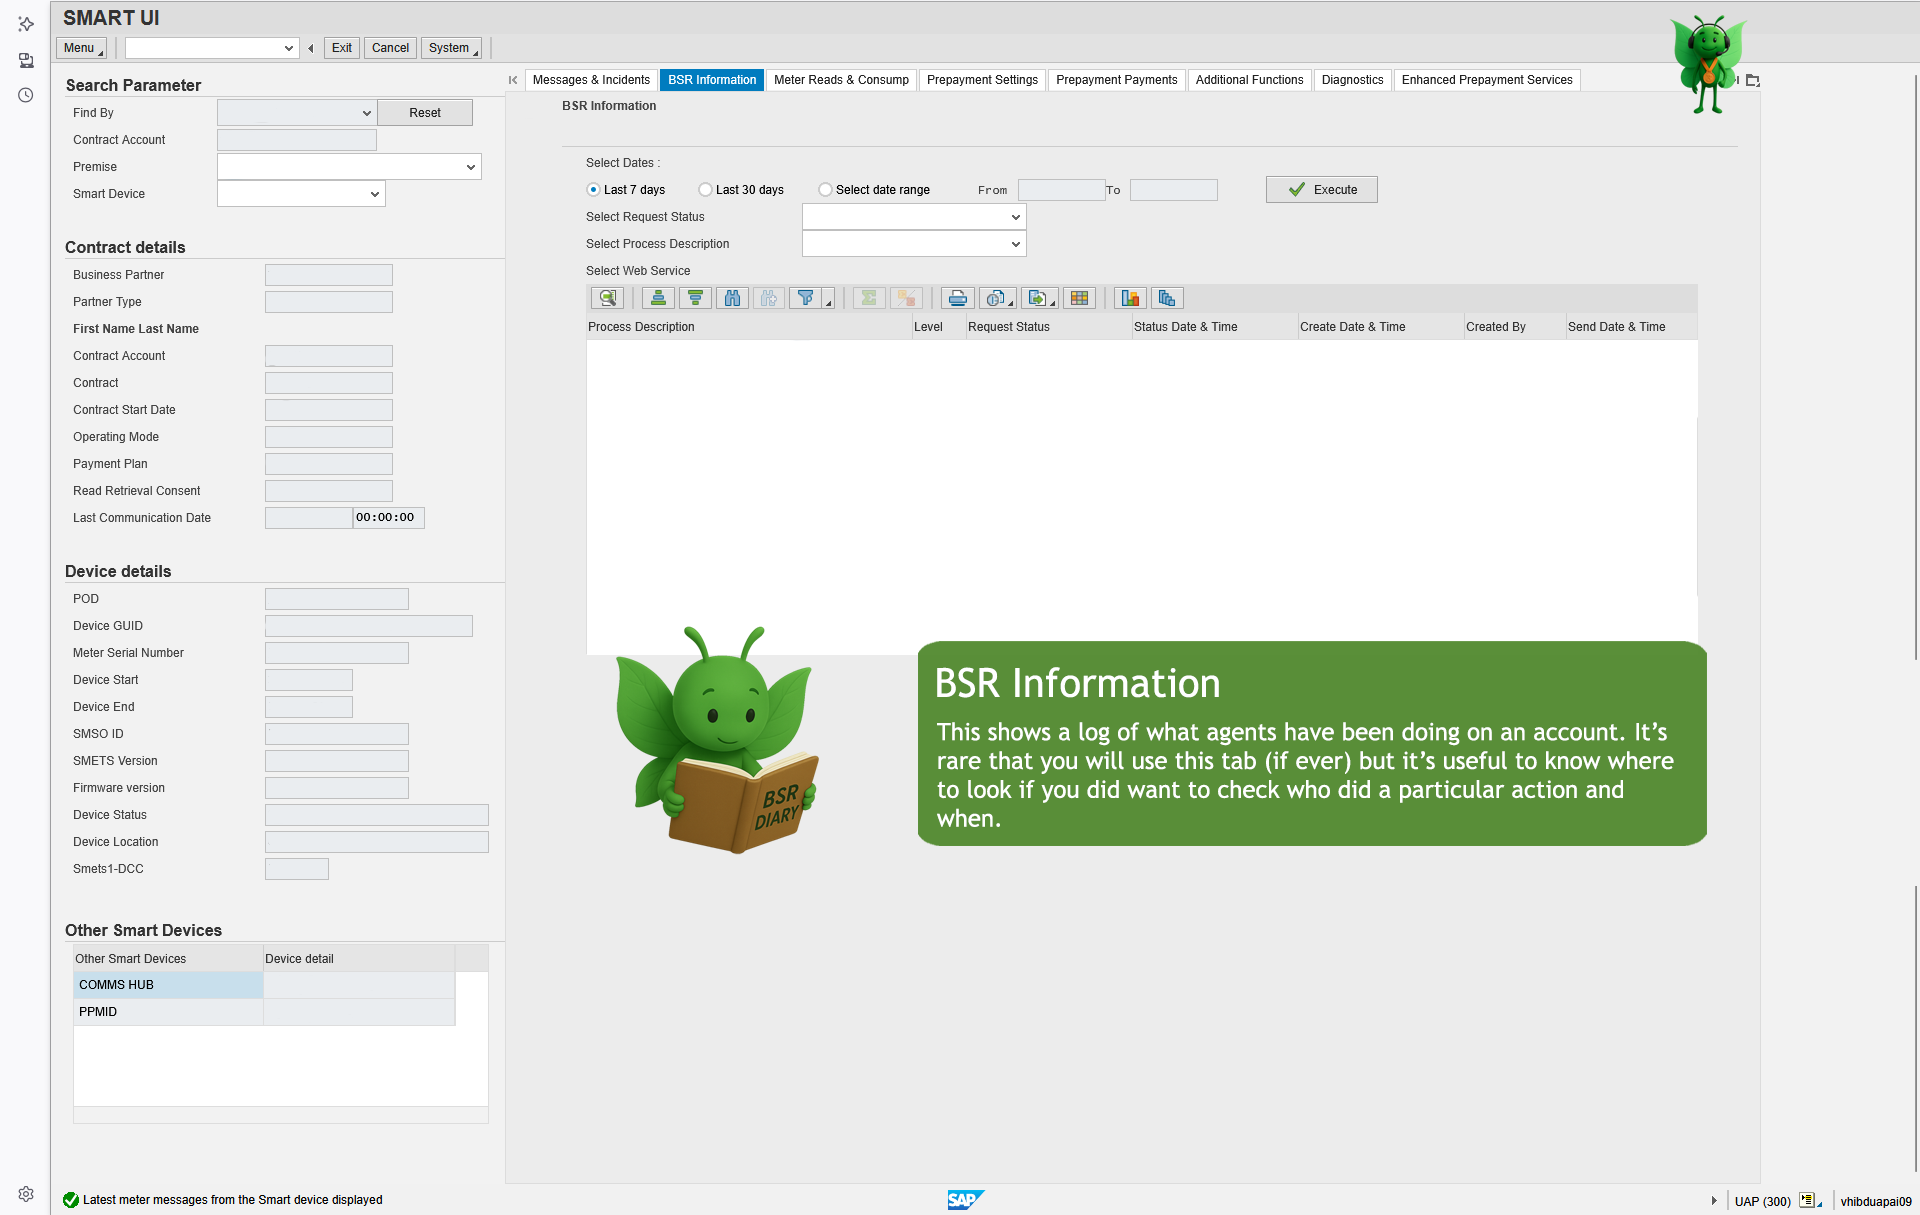 SMART UI
Menu
Exit
Cancel
System
Search Parameter
Find By
Reset
Contract Account
Premise
Smart Device
Contract details
Business Partner
Partner Type
First Name Last Name
Contract Account
Contract
Contract Start Date
Operating Mode
Payment Plan
Read Retrieval Consent
Last Communication Date 00:00:00
Device details
POD
Device GUID
Meter Serial Number
Device Start
Device End
SMSO ID
SMETS Version
Firmware version
Device Status
Device Location
Smets1-DCC
Other Smart Devices
Other Smart Devices Device detail
COMMS HUB
PPMID
Messages & Incidents BSR Information Meter Reads & Consump Prepayment Settings Prepayment Payments Additional Functions Diagnostics Enhanced Prepayment Services
BSR Information
Select Dates :
Last 7 days Last 30 days Select date range From To Execute
Select Request Status
Select Process Description
Select Web Service
Process Description Level Request Status Status Date & Time Create Date & Time Created By Send Date & Time
BSR
DIARY
BSR Information
This shows a log of what agents have been doing on an account. It's
rare that you will use this tab (if ever) but it's useful to know where
to look if you did want to check who did a particular action and
when.
Latest meter messages from the Smart device displayed
SAP
UAP (300)
vhibduapai09